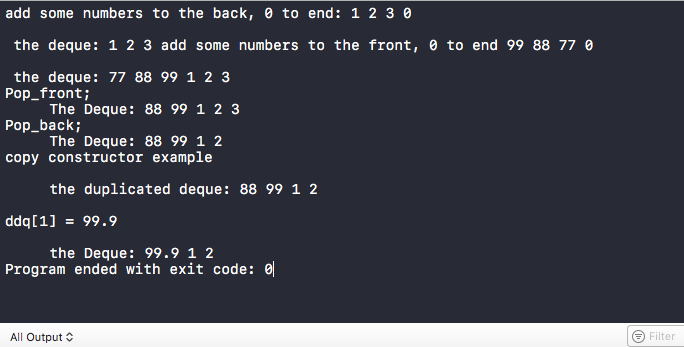 add some numbers to the back, 0 to end: 1 2 3 0
the deque: 1 2 3 add some numbers to the front, 0 to end 99 88 77 0
the deque: 77 88 99 1 2 3
Pop_front;
The Deque: 88 99 1 2 3
Pop_back;
The Deque: 88 99 1 2
copy constructor example
the duplicated deque: 88 99 1 2
ddq[1] = 99.9
the Deque: 99.9 1 2
Program ended with exit code: 0
All Output
Filter